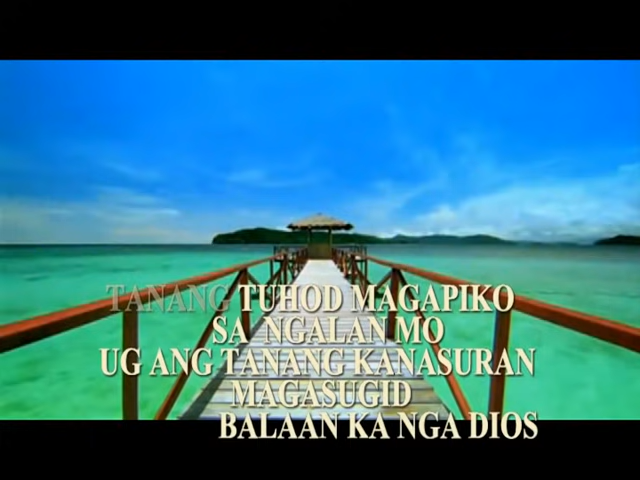 TANANG TUHOD MAGAPIKO
SA NGALAN MO
UG ANG TANANG KANASURAN
MAGASUGID
BALAAN KA NGA DIOS